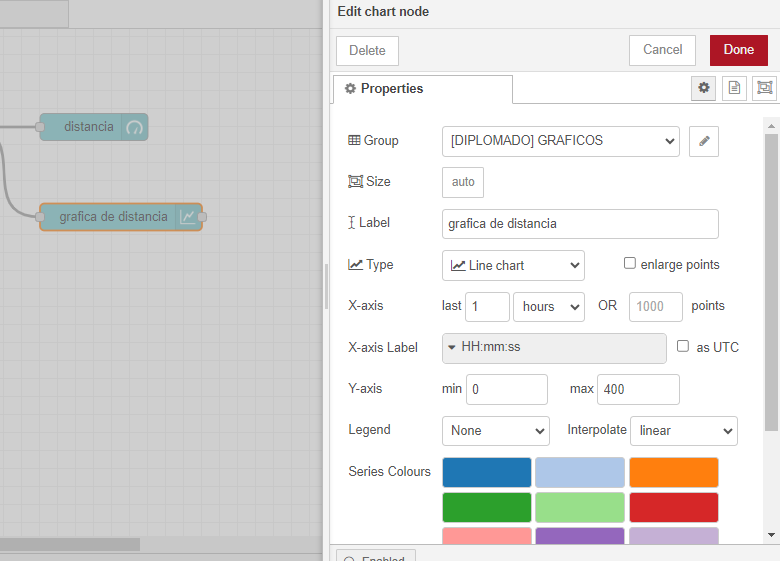 Edit chart node
Delete
Cancel
Done
Properties
distancia
Group
[DIPLOMADO] GRAFICOS
Size
auto
grafica de distancia
Label
grafica de distancia
Type
Line chart
enlarge points
X-axis
last
1
hours
OR
1000
points
X-axis Label
HH:mm:ss
as UTC
Y-axis
min
0
max
400
Legend
None
Interpolate
linear
Series Colours
Enabled